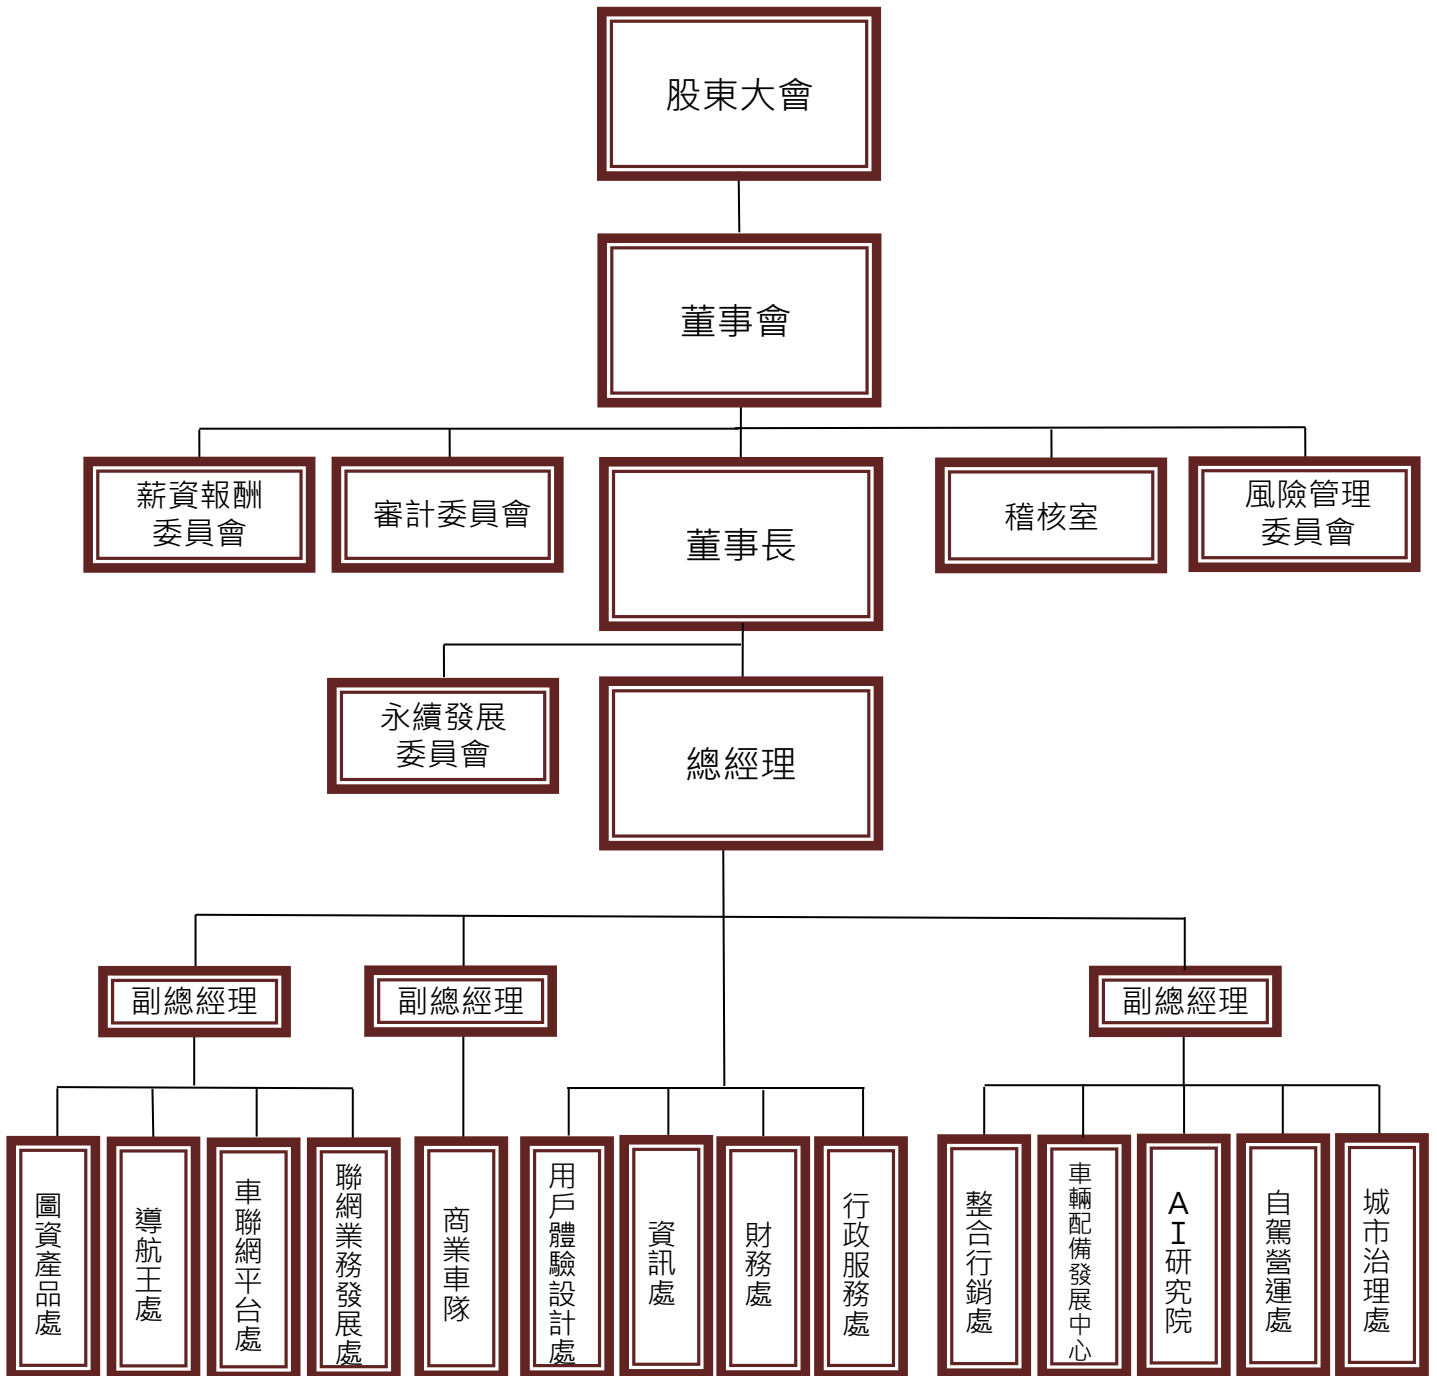 股東大會
董事會
薪資報酬
委員會
審計委員會
董事長
稽核室
風險管理
委員會
永續發展
委員會
總經理
副總經理
副總經理
副總經理
圖資產品處
導航王處
車聯網平台處
聯網業務發展處
商業車隊
用戶體驗設計處
資訊處
財務處
行政服務處
整合行銷處
車輛配備發展中心
AI研究院
自駕營運處
城市治理處